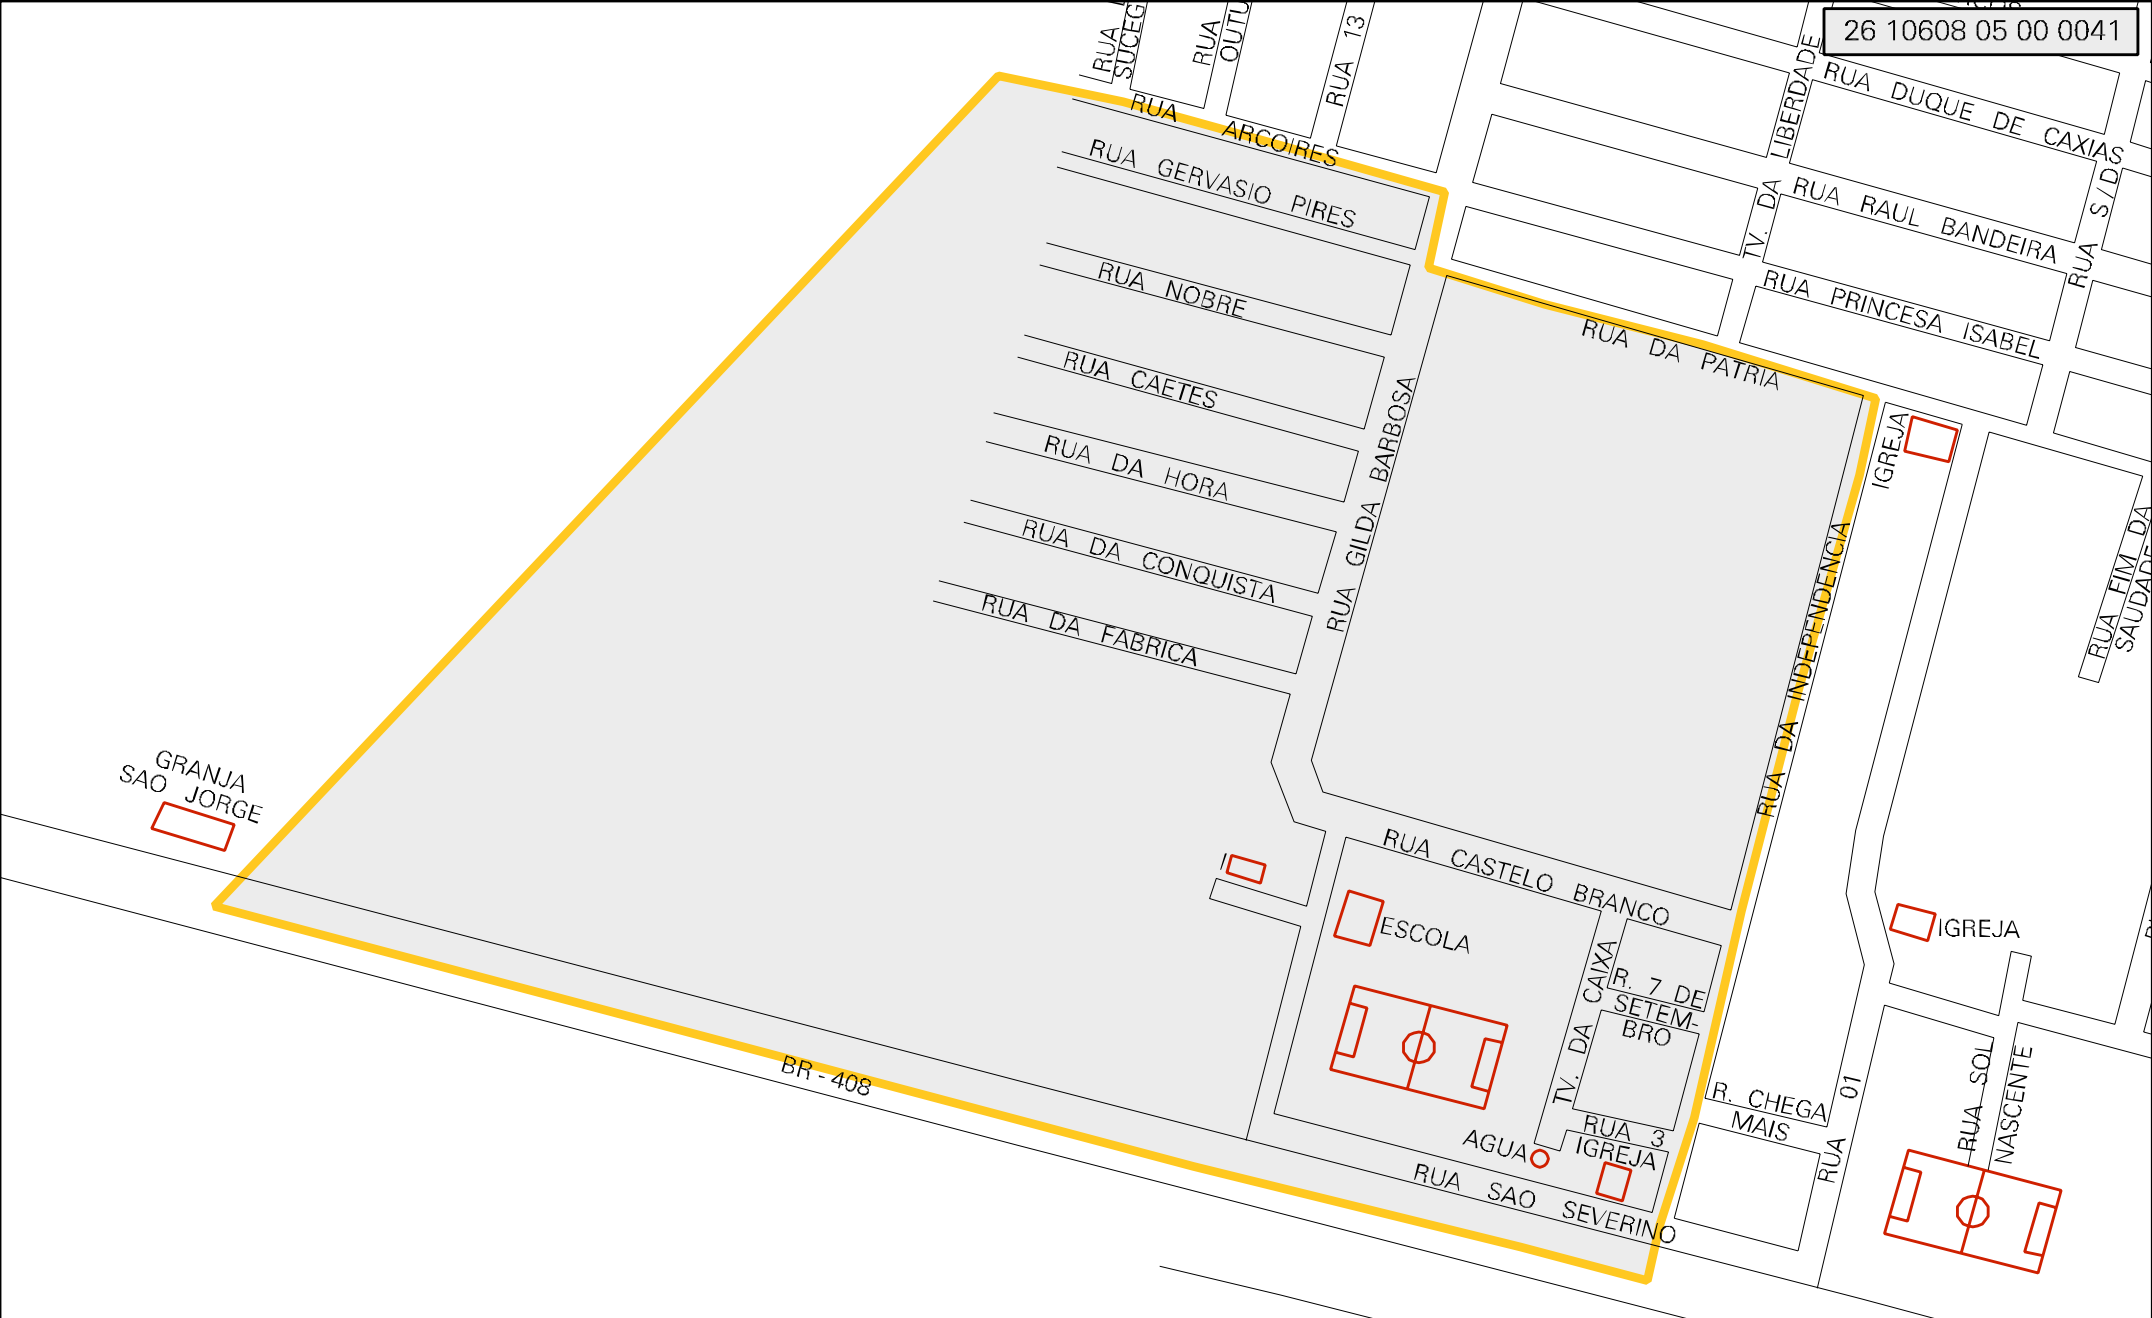 26 10608 05 00 0041
RUA
SUCEG
RUA
OUTU
RUA 13
RUA ARCOIRES
RUA GERVASIO PIRES
RUA NOBRE
RUA CAETES
RUA DA HORA
RUA DA CONQUISTA
RUA DA FABRICA
RUA GILDA BARBOSA
RUA DA PATRIA
RUA DA INDEPENDENCIA
TV. DA LIBERDADE
RUA DUQUE DE CAXIAS
RUA RAUL BANDEIRA
RUA PRINCESA ISABEL
RUA S/D
IGREJA
RUA FIM DA
SAUDADE
GRANJA
SAO JORGE
I
RUA CASTELO BRANCO
ESCOLA
TV. DA CAIXA
R. 7 DE
SETEM-
BRO
RUA 3
IGREJA
AGUA
RUA SAO SEVERINO
BR - 408
R. CHEGA
MAIS
RUA 01
IGREJA
RUA SOL
NASCENTE